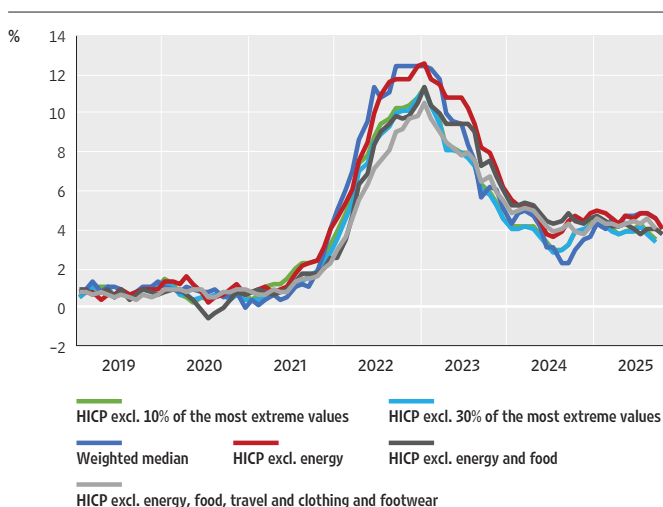 %
14
12
10
8
6
4
2
0
−2
2019 2020 2021 2022 2023 2024 2025
HICP excl. 10% of the most extreme values
HICP excl. 30% of the most extreme values
Weighted median
HICP excl. energy
HICP excl. energy and food
HICP excl. energy, food, travel and clothing and footwear